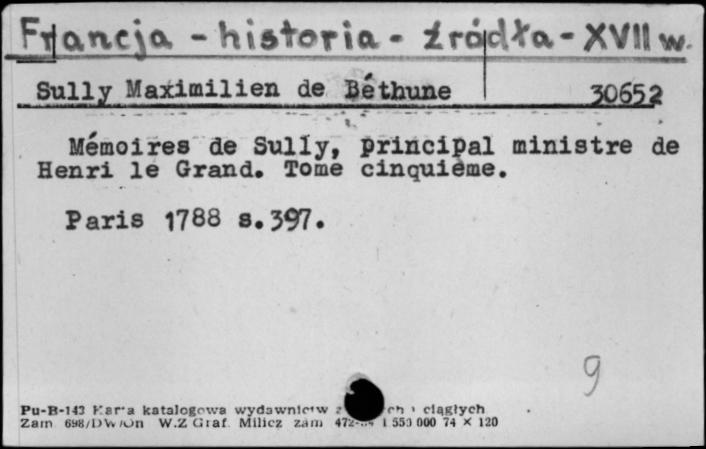 Francja - historia - źródła - XVII w.
Sully Maximilien de Béthune 30652
Mémoires de Sully, principal ministre de
Henri le Grand. Tome cinquième.
Paris 1788 s.397.
9
Pu-B-143 Karta katalogowa wydawnictw ciągłych
Zam 698/DW/On W.Z Graf. Milicz zam 1 550 000 74 × 120